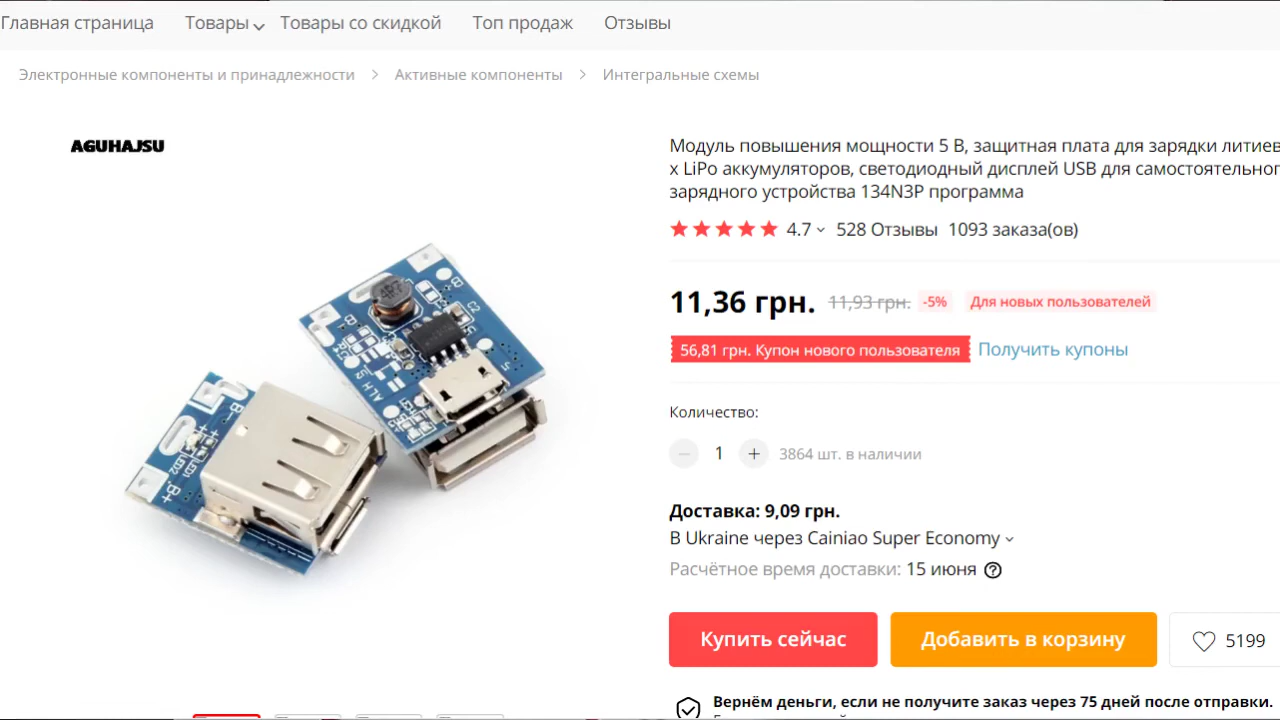 Главная страница Товары Товары со скидкой Топ продаж Отзывы
Электронные компоненты и принадлежности > Активные компоненты > Интегральные схемы
AGUHAJSU
Модуль повышения мощности 5 В, защитная плата для зарядки литиев
х LiPo аккумуляторов, светодиодный дисплей USB для самостоятельног
зарядного устройства 134N3P программа
4.7 528 Отзывы 1093 заказа(ов)
11,36 грн. 11,93 грн. -5% Для новых пользователей
56,81 грн. Купон нового пользователя Получить купоны
Количество:
1 + 3864 шт. в наличии
Доставка: 9,09 грн.
В Ukraine через Cainiao Super Economy
Расчётное время доставки: 15 июня
Купить сейчас Добавить в корзину 5199
Вернём деньги, если не получите заказ через 75 дней после отправки.
4R7
B
C2
B
ALH
B-
LED2
LED1
B+